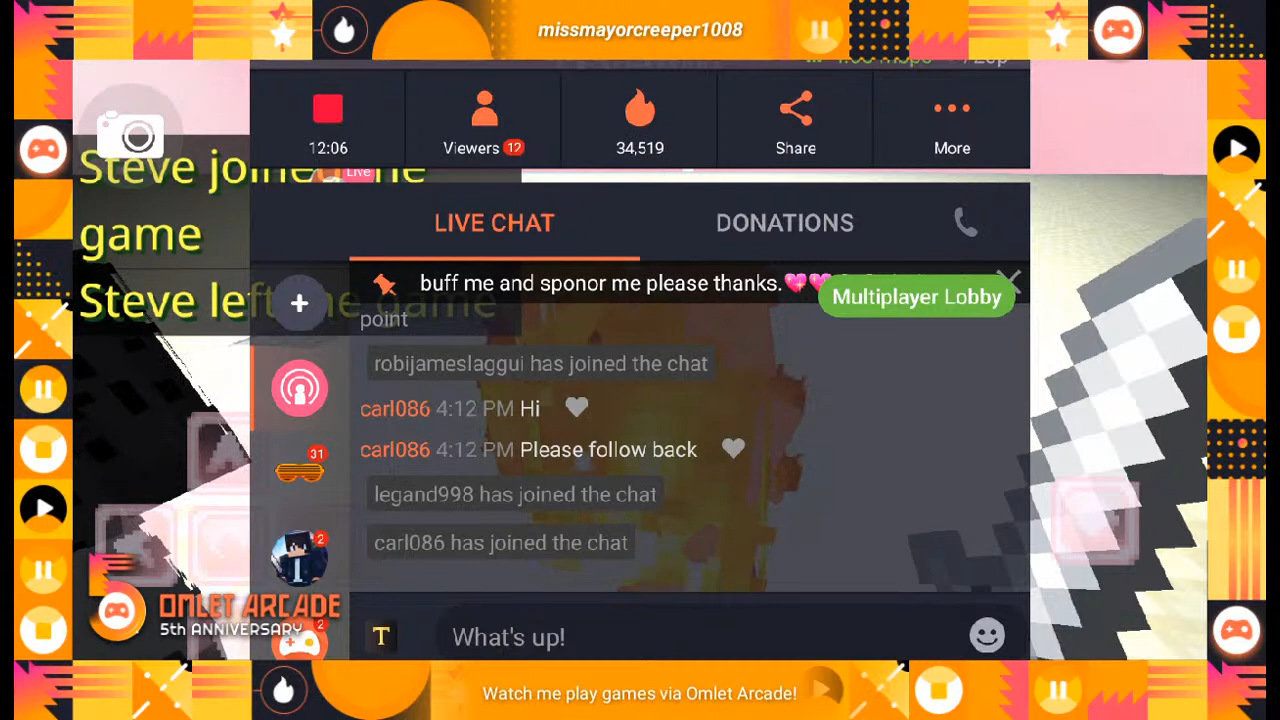 missmayorcreeper1008
12:06
Viewers 12
34,519
Share
More
Steve joined the
game
Steve left the game
Live
LIVE CHAT
DONATIONS
buff me and sponor me please thanks.💖💖
Multiplayer Lobby
point
robijameslaggui has joined the chat
carl086 4:12 PM Hi
carl086 4:12 PM Please follow back
31
legand998 has joined the chat
2
carl086 has joined the chat
OMLET ARCADE
5th ANNIVERSARY
2
T
What's up!
Watch me play games via Omlet Arcade!